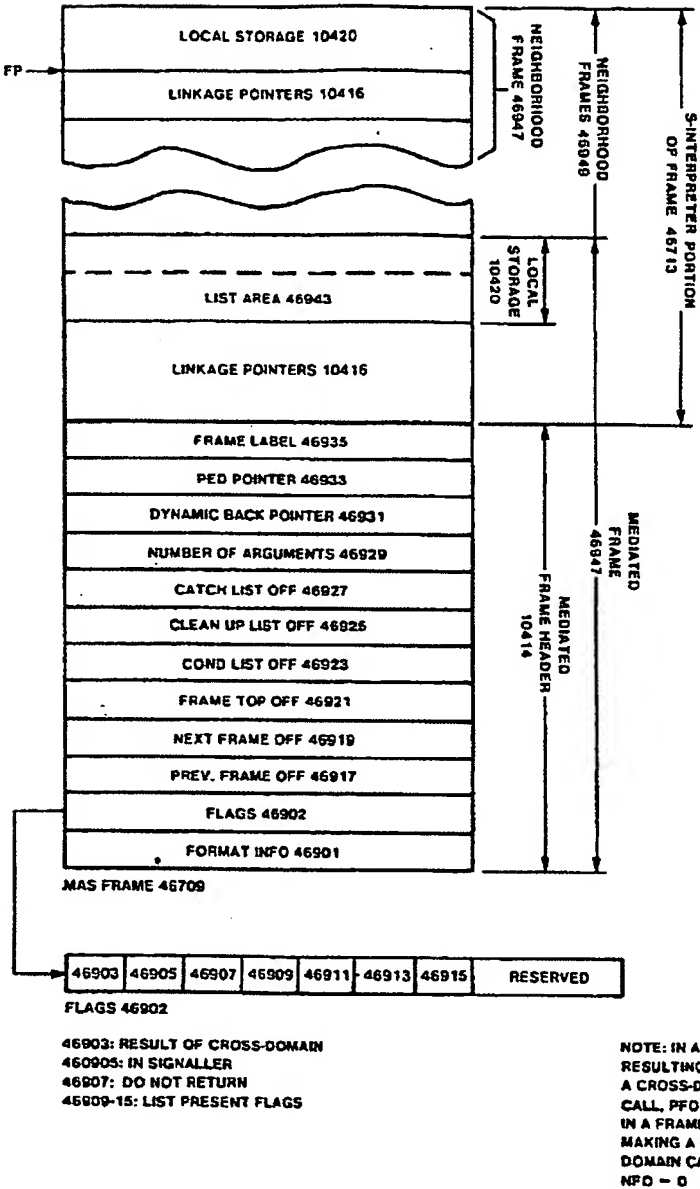 LOCAL STORAGE 10420
FP
LINKAGE POINTERS 10416
NEIGHBORHOOD
FRAME 46947
NEIGHBORHOOD
FRAMES 46949
S-INTERPRETER PORTION
OF FRAME 46713
LOCAL
STORAGE
10420
LIST AREA 46943
LINKAGE POINTERS 10416
FRAME LABEL 46935
PED POINTER 46933
DYNAMIC BACK POINTER 46931
NUMBER OF ARGUMENTS 46929
CATCH LIST OFF 46927
CLEAN UP LIST OFF 46925
COND LIST OFF 46923
FRAME TOP OFF 46921
NEXT FRAME OFF 46919
PREV. FRAME OFF 46917
FLAGS 46902
FORMAT INFO 46901
MEDIATED
FRAME HEADER
10414
MEDIATED
FRAME
46947
MAS FRAME 46709
46903 46905 46907 46909 46911 46913 46915 RESERVED
FLAGS 46902
46903: RESULT OF CROSS-DOMAIN
460905: IN SIGNALLER
46907: DO NOT RETURN
46909-15: LIST PRESENT FLAGS
NOTE: IN A
RESULTING
A CROSS-D
CALL, PFO
IN A FRAME
MAKING A
DOMAIN CA
NFO = 0